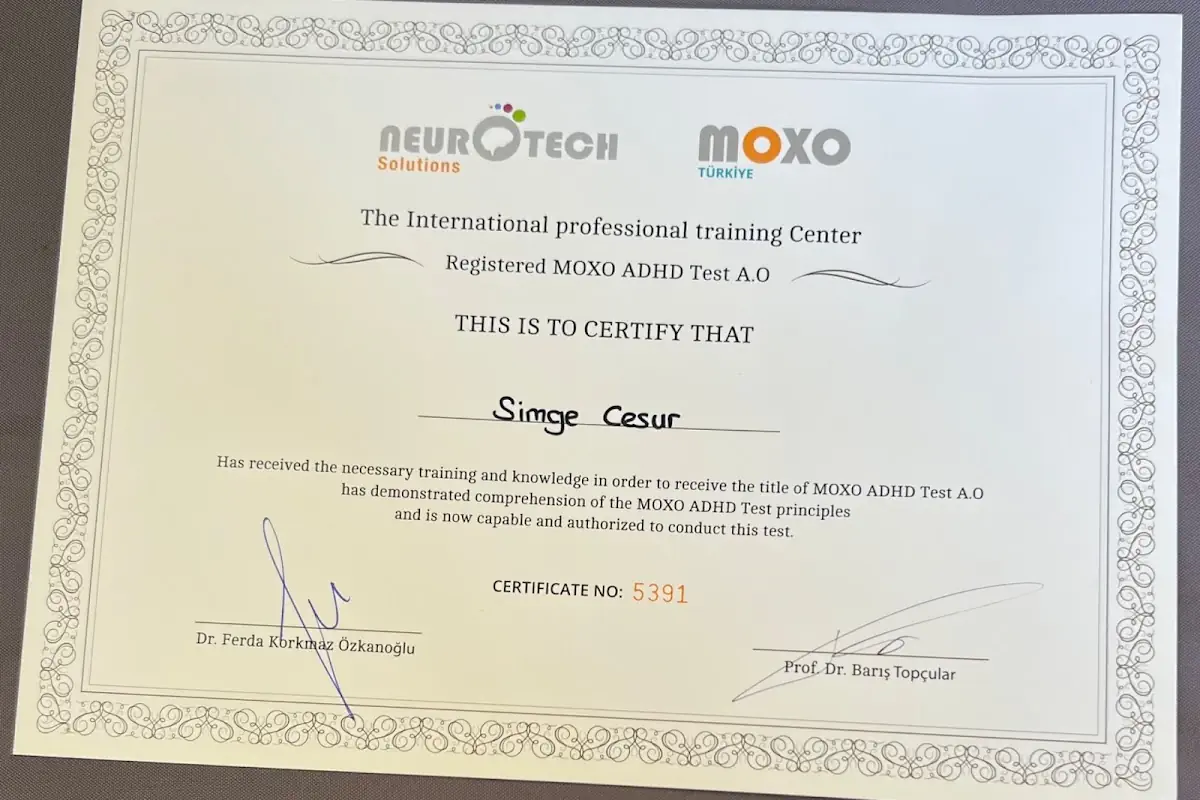 NEUROTECH
Solutions
MOXO
TÜRKİYE
The International professional training Center
Registered MOXO ADHD Test A.O
THIS IS TO CERTIFY THAT
Simge Cesur
Has received the necessary training and knowledge in order to receive the title of MOXO ADHD Test A.O
has demonstrated comprehension of the MOXO ADHD Test principles
and is now capable and authorized to conduct this test.
CERTIFICATE NO: 5391
Dr. Ferda Korkmaz Özkanoğlu
Prof. Dr. Barış Topçular